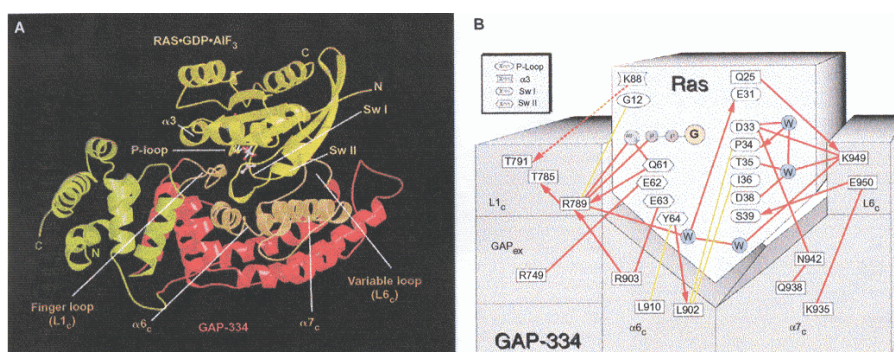 A
RAS•GDP•AlF3
C
N
α3
Sw I
P-loop
Sw II
C
N
Variable loop
(L6c)
Finger loop
(L1c)
α6c
GAP-334
α7c
B
P-Loop
α3
Sw I
Sw II
Ras
K88
G12
Q25
E31
D33
W
P34
G
T791
T785
Q61
T35
W
K949
E62
I36
E950
R789
E63
D38
L1c
Y64
S39
L6c
W
W
GAPex
R749
R903
N942
Q938
L910
L902
K935
α6c
α7c
GAP-334